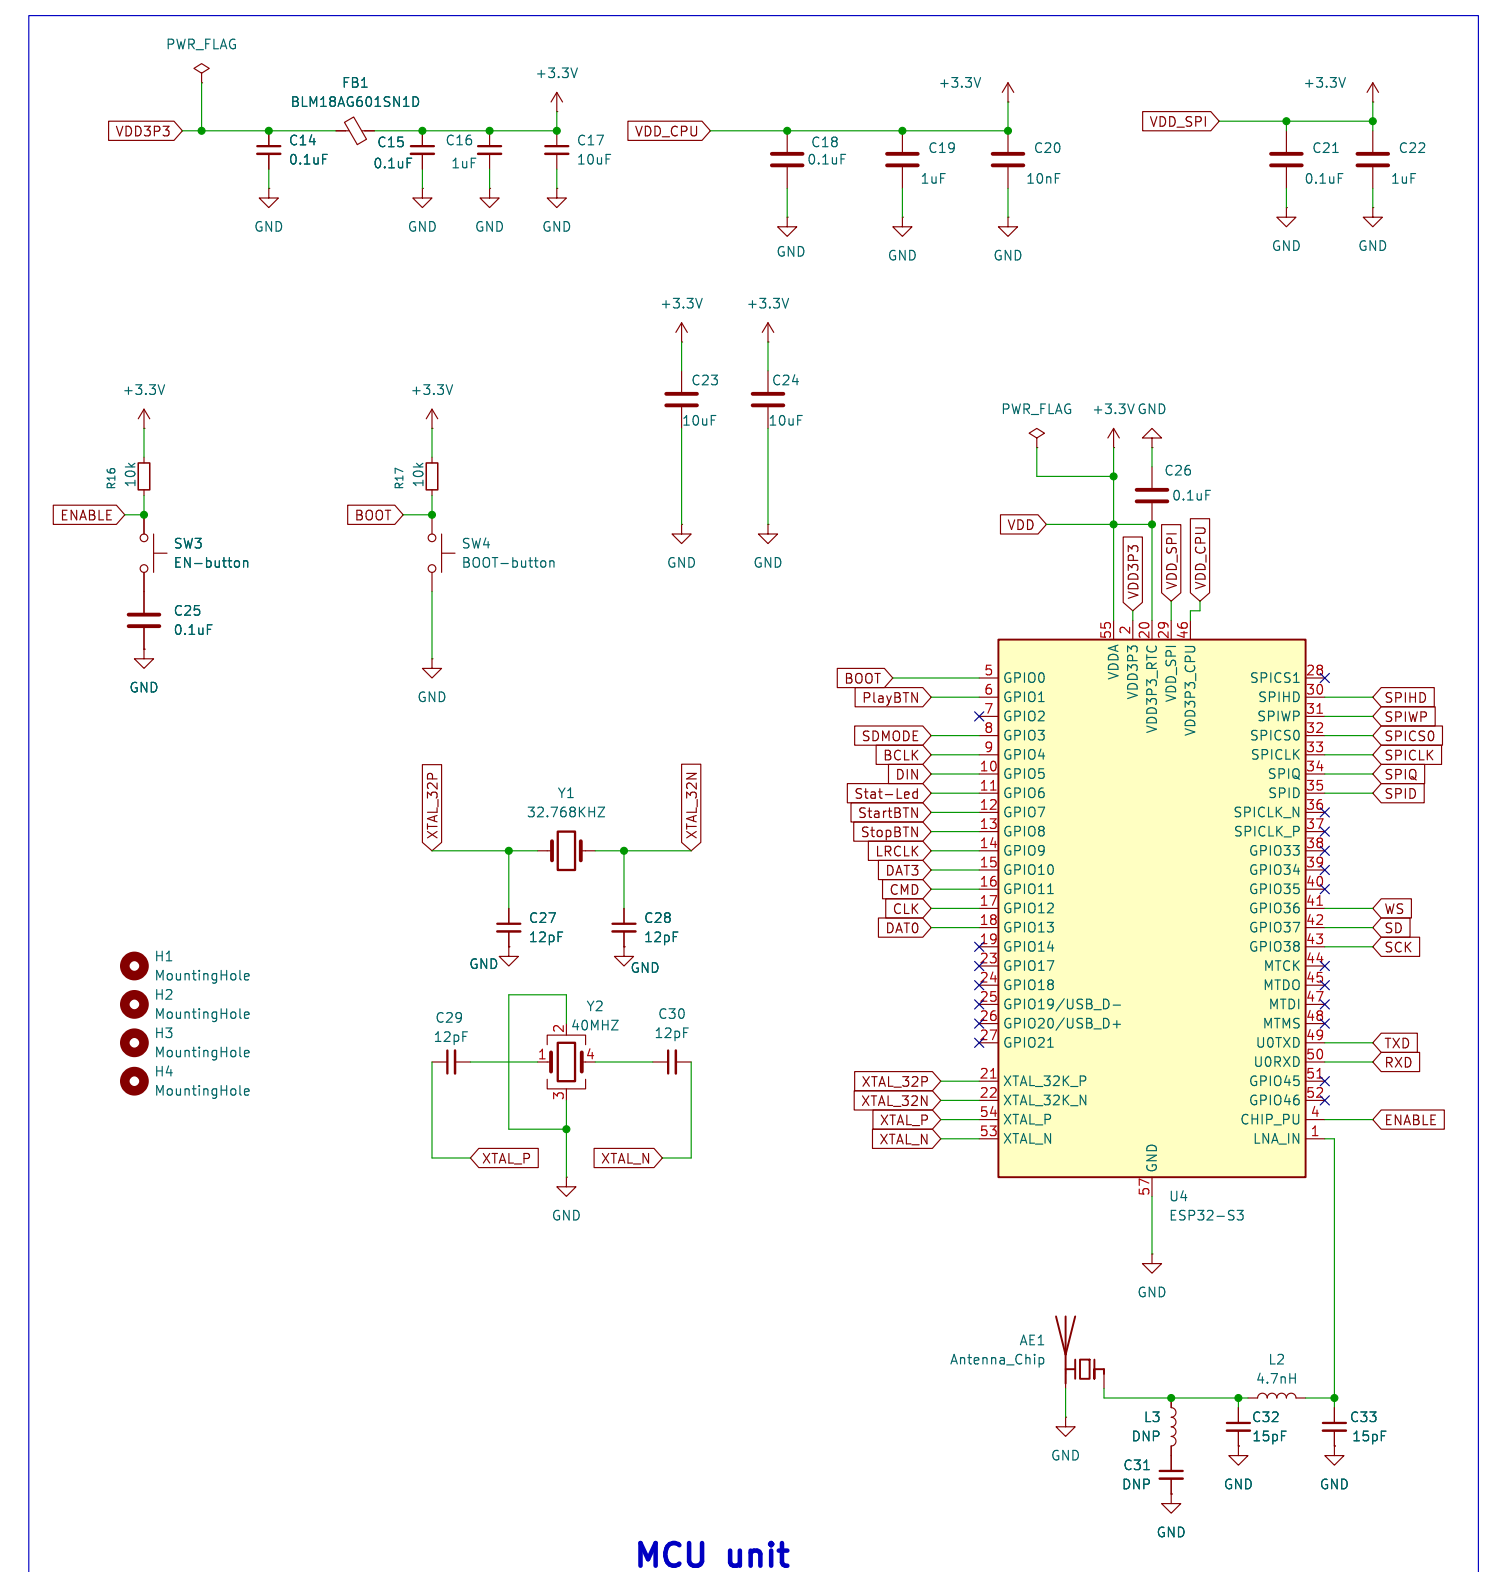 PWR_FLAG
FB1
BLM18AG601SN1D
+3.3V
VDD3P3
C14
0.1uF
C15
0.1uF
C16
1uF
C17
10uF
GND
GND
GND
GND
+3.3V
VDD_CPU
C18
0.1uF
C19
1uF
C20
10nF
GND
GND
GND
+3.3V
VDD_SPI
C21
0.1uF
C22
1uF
GND
GND
+3.3V
+3.3V
C23
10uF
C24
10uF
GND
GND
+3.3V
R16
10k
ENABLE
SW3
EN-button
C25
0.1uF
GND
+3.3V
R17
10k
BOOT
SW4
BOOT-button
GND
PWR_FLAG
+3.3V
GND
C26
0.1uF
VDD
VDD3P3
VDD_SPI
VDD_CPU
55
2
20
29
46
VDDA
VDD3P3
VDD3P3_RTC
VDD_SPI
VDD3P3_CPU
BOOT 5 GPIO0
PlayBTN 6 GPIO1
7 GPIO2
SDMODE 8 GPIO3
BCLK 9 GPIO4
DIN 10 GPIO5
Stat-Led 11 GPIO6
StartBTN 12 GPIO7
StopBTN 13 GPIO8
LRCLK 14 GPIO9
DAT3 15 GPIO10
CMD 16 GPIO11
CLK 17 GPIO12
DAT0 18 GPIO13
19 GPIO14
23 GPIO17
24 GPIO18
25 GPIO19/USB_D-
26 GPIO20/USB_D+
27 GPIO21
XTAL_32P 21 XTAL_32K_P
XTAL_32N 22 XTAL_32K_N
XTAL_P 54 XTAL_P
XTAL_N 53 XTAL_N
SPICS1 28
SPIHD 30 SPIHD
SPIWP 31 SPIWP
SPICS0 32 SPICS0
SPICLK 33 SPICLK
SPIQ 34 SPIQ
SPID 35 SPID
SPICLK_N 36
SPICLK_P 37
GPIO33 38
GPIO34 39
GPIO35 40
GPIO36 41 WS
GPIO37 42 SD
GPIO38 43 SCK
MTCK 44
MTDO 45
MTDI 47
MTMS 48
U0TXD 49 TXD
U0RXD 50 RXD
GPIO45 51
GPIO46 52
CHIP_PU 4 ENABLE
LNA_IN 1
GND
57
U4
ESP32-S3
GND
XTAL_32P
Y1
32.768KHZ
XTAL_32N
C27
12pF
C28
12pF
GND
GND
H1
MountingHole
H2
MountingHole
H3
MountingHole
H4
MountingHole
C29
12pF
Y2
40MHZ
C30
12pF
2
1
4
3
XTAL_P
XTAL_N
GND
AE1
Antenna_Chip
GND
L2
4.7nH
L3
DNP
C31
DNP
GND
C32
15pF
GND
C33
15pF
GND
MCU unit